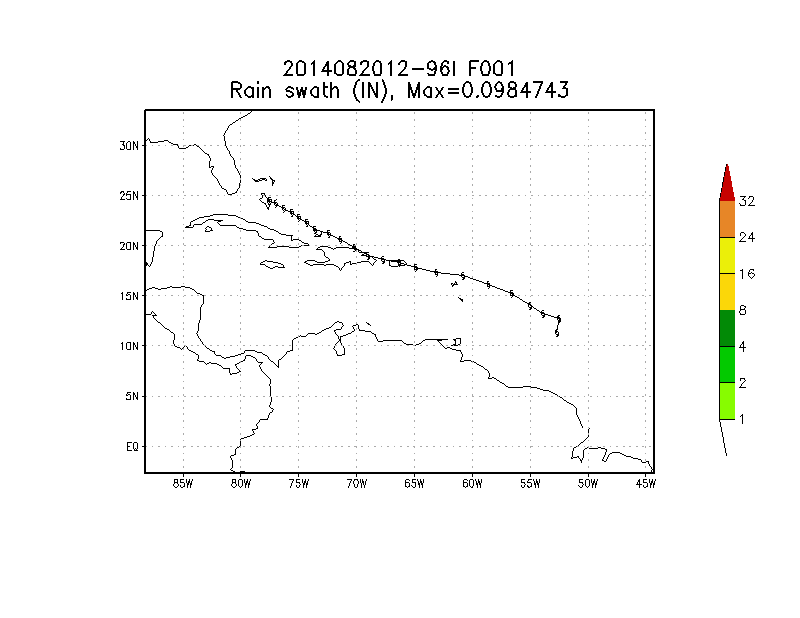 2014082012-96I F001
Rain swath (IN), Max=0.0984743
30N
25N
20N
15N
10N
5N
EQ
85W
80W
75W
70W
65W
60W
55W
50W
45W
32
24
16
8
4
2
1